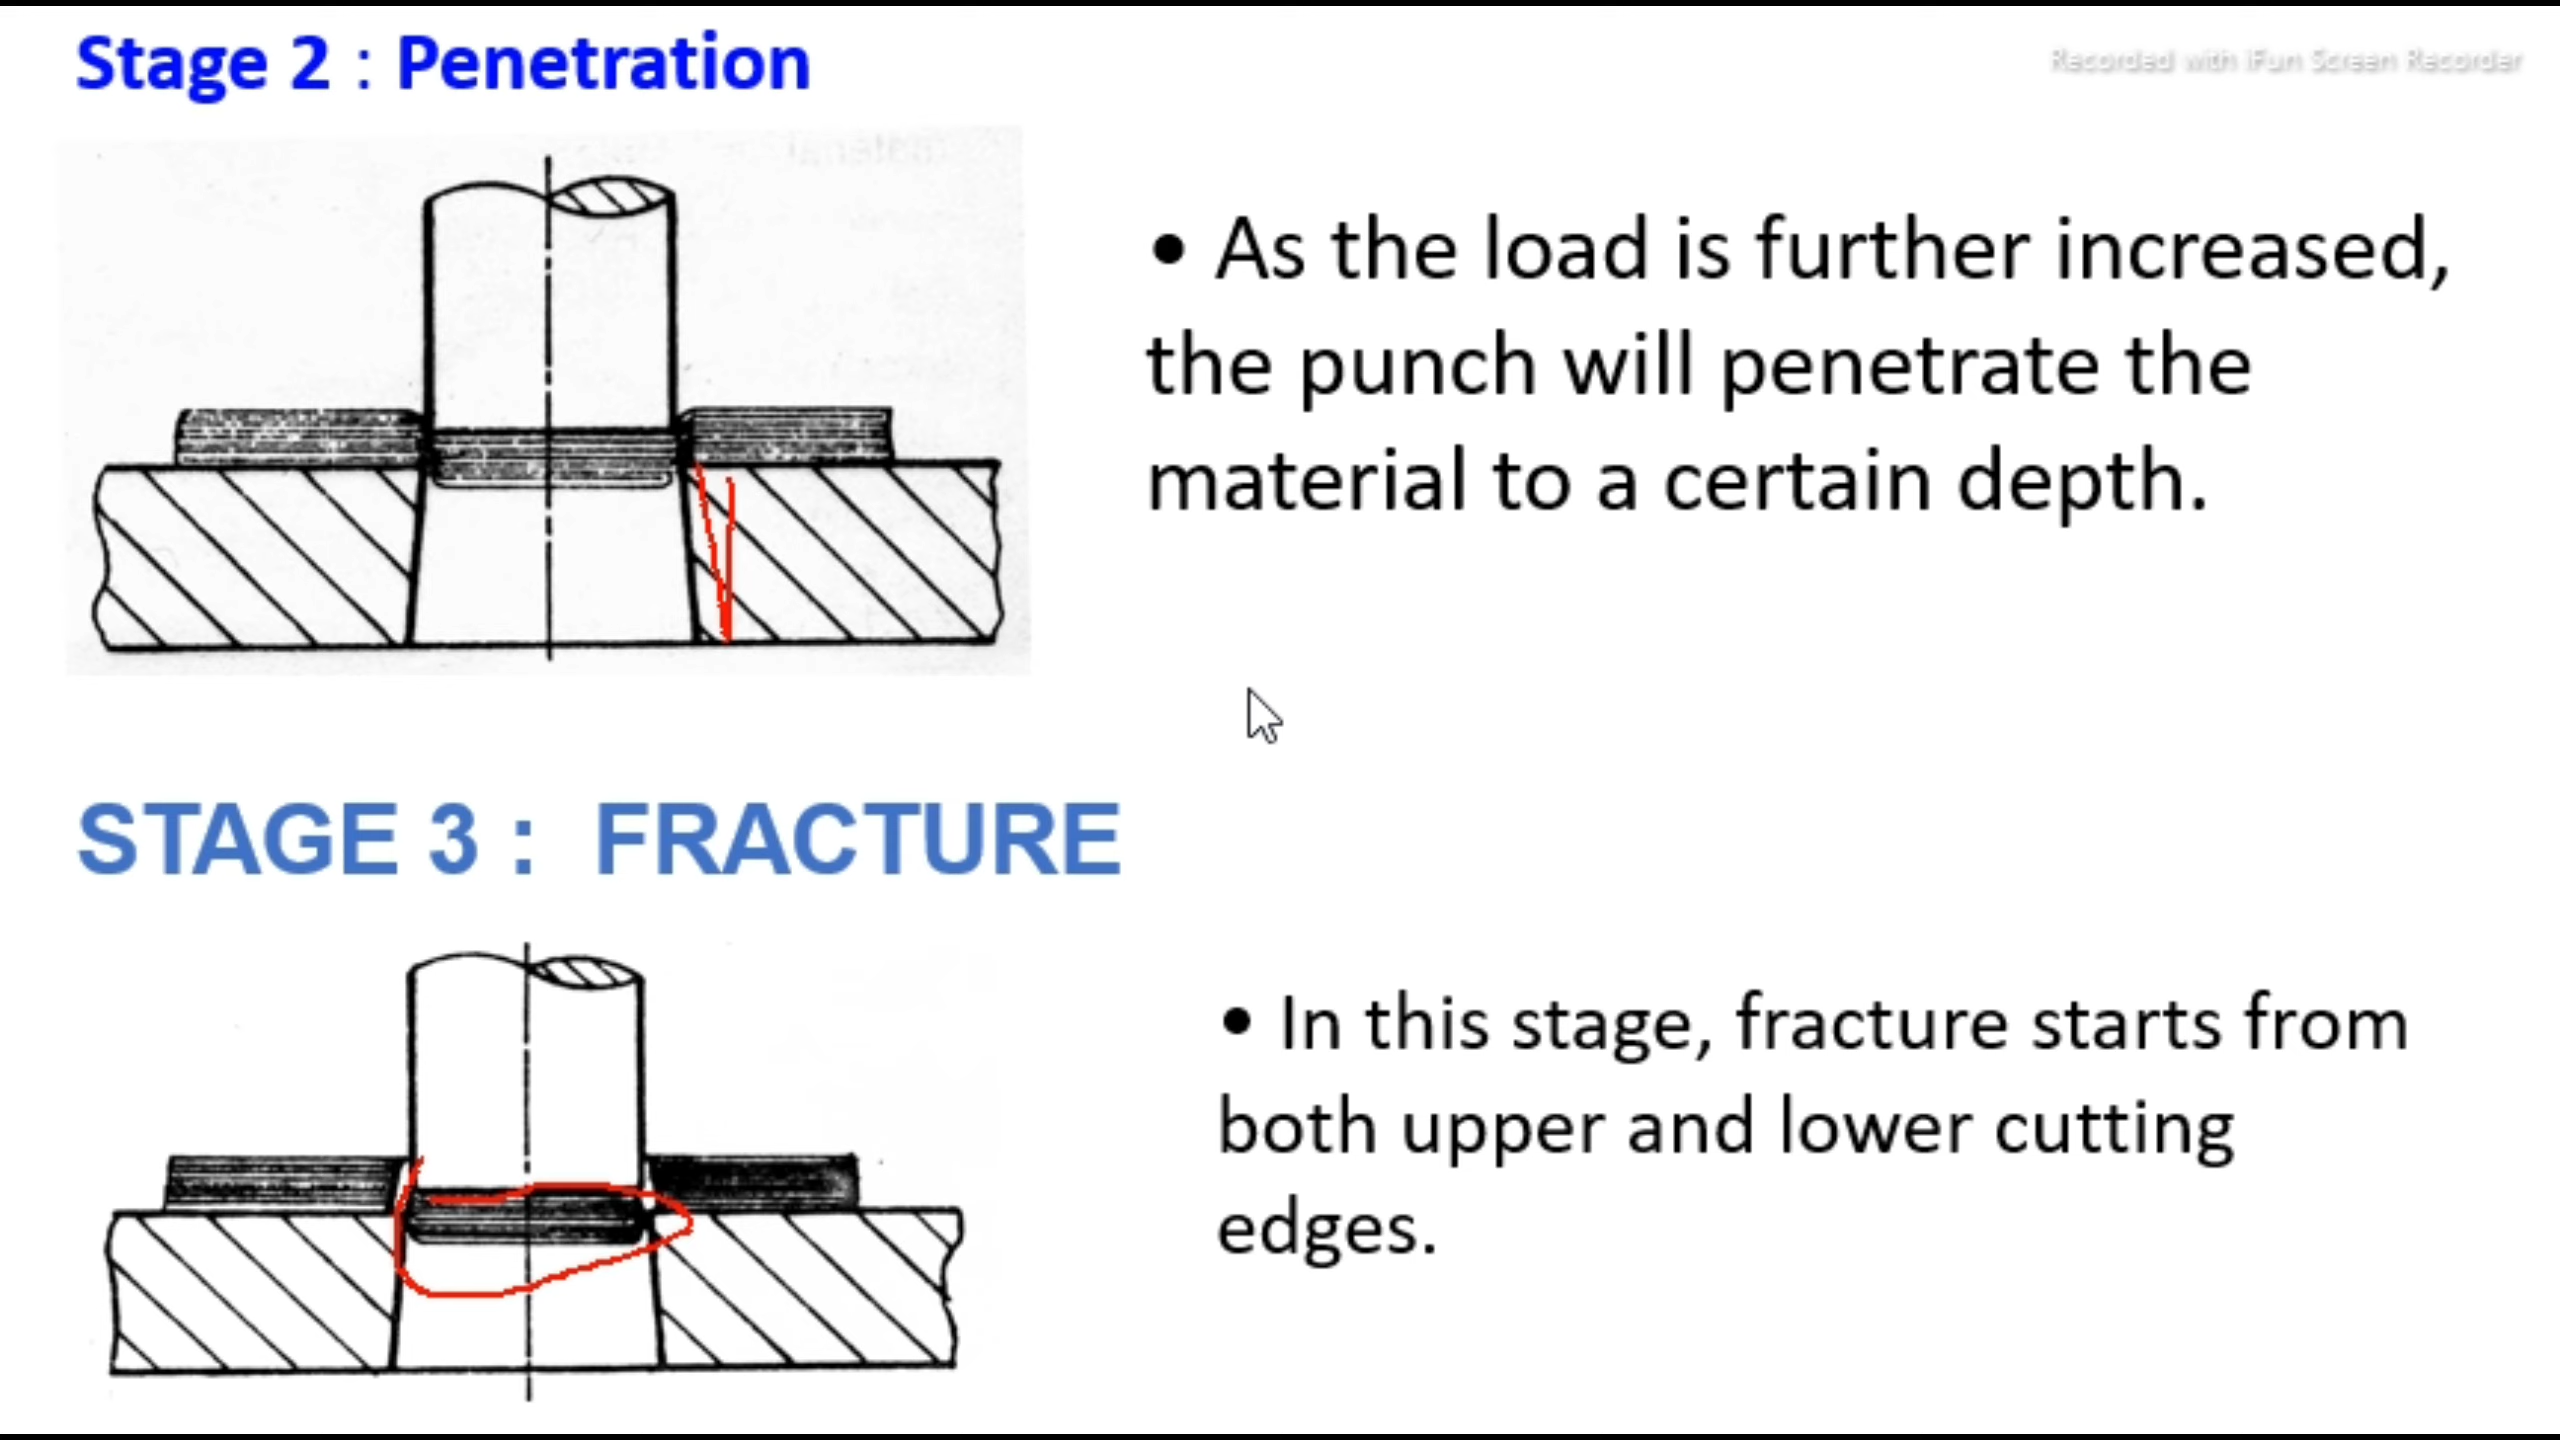 Stage 2 : Penetration
Recorded with iFun Screen Recorder
• As the load is further increased,
the punch will penetrate the
material to a certain depth.
STAGE 3 : FRACTURE
• In this stage, fracture starts from
both upper and lower cutting
edges.